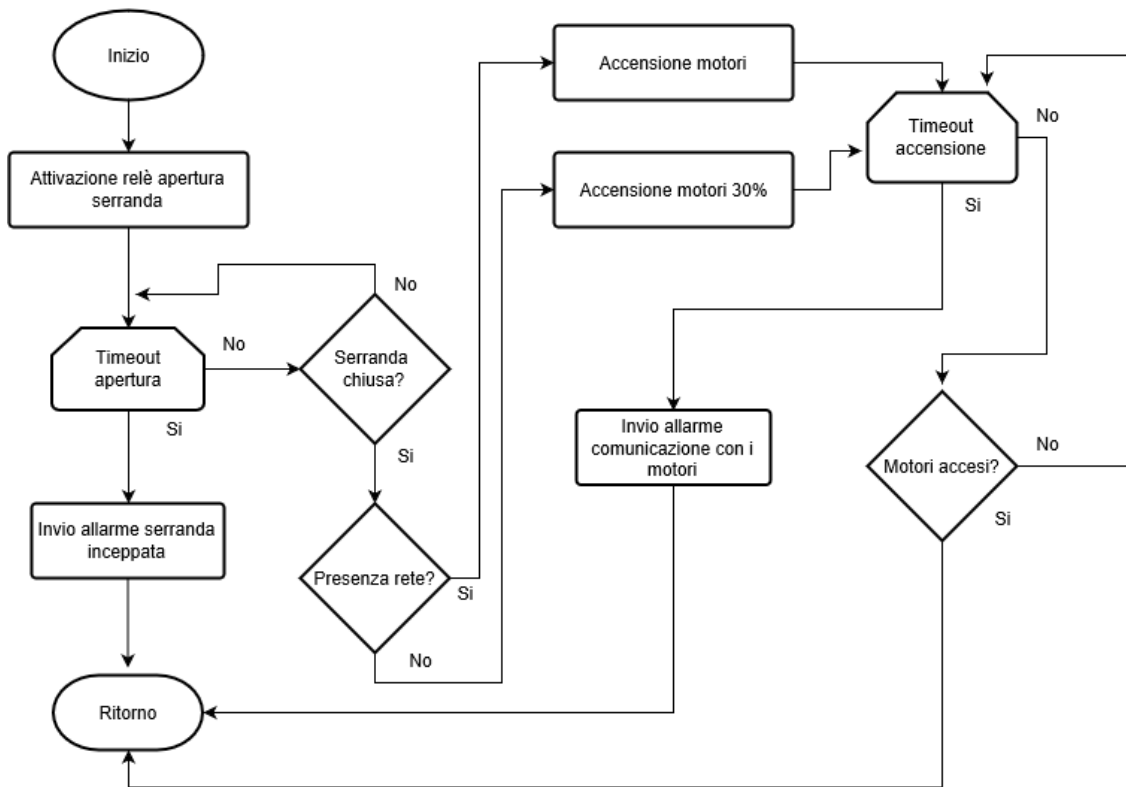 Inizio
Attivazione relè apertura
serranda
Timeout
apertura
No
Si
Serranda
chiusa?
No
Si
Invio allarme serranda
inceppata
Presenza rete?
Si
No
Ritorno
Accensione motori
Accensione motori 30%
Timeout
accensione
No
Si
Invio allarme
comunicazione con i
motori
Motori accesi?
No
Si